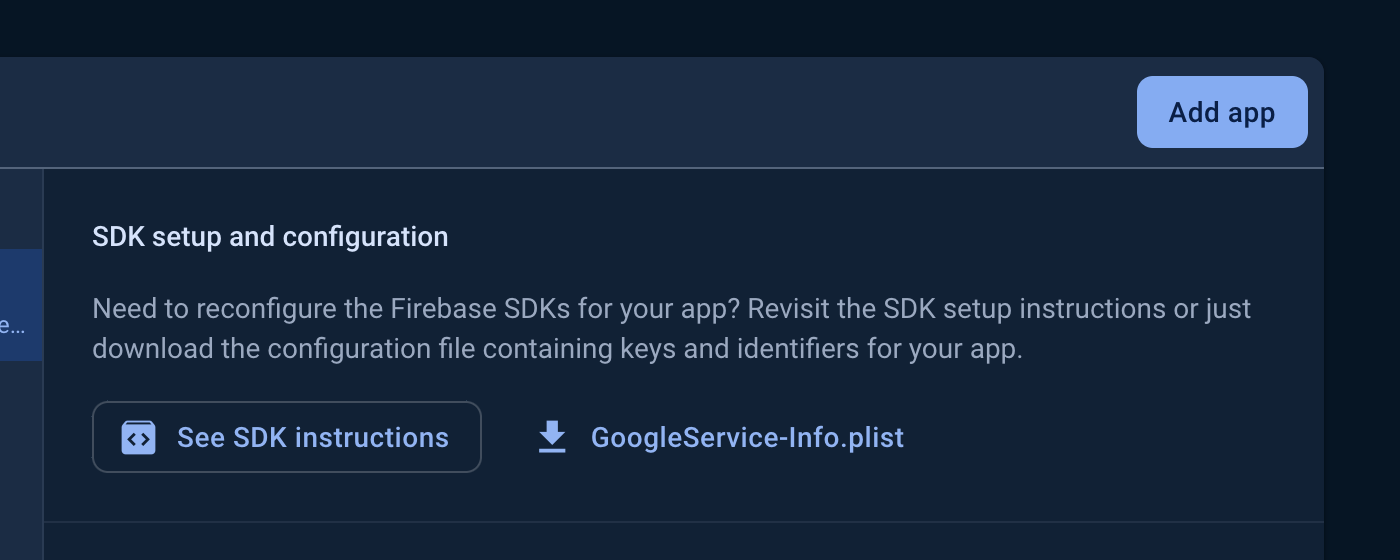 Add app
SDK setup and configuration
Need to reconfigure the Firebase SDKs for your app? Revisit the SDK setup instructions or just
download the configuration file containing keys and identifiers for your app.
e...
See SDK instructions
GoogleService-Info.plist